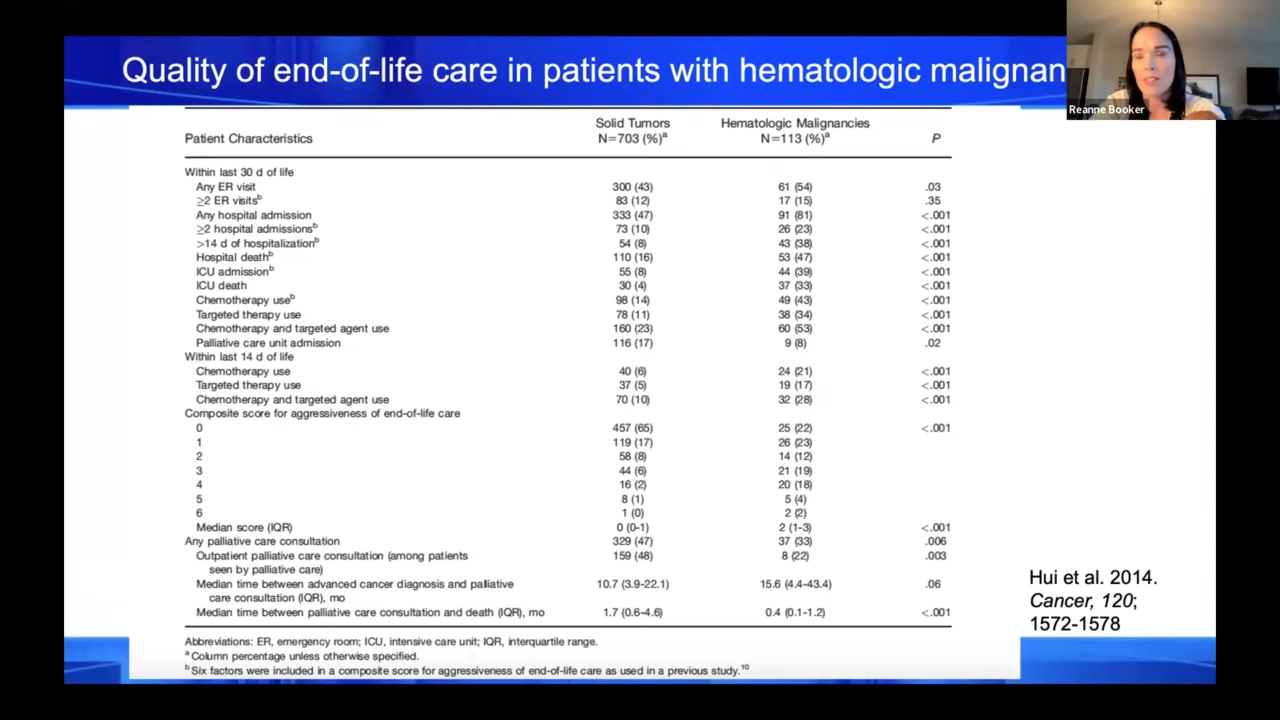 Quality of end-of-life care in patients with hematologic malignan
Reanne Booker
Solid Tumors Hematologic Malignancies
Patient Characteristics N=703 (%)a N=113 (%)a P
Within last 30 d of life
Any ER visit 300 (43) 61 (54) .03
≥2 ER visitsb 83 (12) 17 (15) .35
Any hospital admission 333 (47) 91 (81) <.001
≥2 hospital admissionsb 73 (10) 26 (23) <.001
>14 d of hospitalizationb 54 (8) 43 (38) <.001
Hospital deathb 110 (16) 53 (47) <.001
ICU admissionb 55 (8) 44 (39) <.001
ICU death 30 (4) 37 (33) <.001
Chemotherapy useb 98 (14) 49 (43) <.001
Targeted therapy use 78 (11) 38 (34) <.001
Chemotherapy and targeted agent use 160 (23) 60 (53) <.001
Palliative care unit admission 116 (17) 9 (8) .02
Within last 14 d of life
Chemotherapy use 40 (6) 24 (21) <.001
Targeted therapy use 37 (5) 19 (17) <.001
Chemotherapy and targeted agent use 70 (10) 32 (28) <.001
Composite score for aggressiveness of end-of-life care
0 457 (65) 25 (22) <.001
1 119 (17) 26 (23)
2 58 (8) 14 (12)
3 44 (6) 21 (19)
4 16 (2) 20 (18)
5 8 (1) 5 (4)
6 1 (0) 2 (2)
Median score (IQR) 0 (0-1) 2 (1-3) <.001
Any palliative care consultation 329 (47) 37 (33) .006
Outpatient palliative care consultation (among patients 159 (48) 8 (22) .003
seen by palliative care)
Median time between advanced cancer diagnosis and palliative 10.7 (3.9-22.1) 15.6 (4.4-43.4) .06
care consultation (IQR), mo
Median time between palliative care consultation and death (IQR), mo 1.7 (0.6-4.6) 0.4 (0.1-1.2) <.001
Abbreviations: ER, emergency room; ICU, intensive care unit; IQR, interquartile range.
a Column percentage unless otherwise specified.
b Six factors were included in a composite score for aggressiveness of end-of-life care as used in a previous study.10
Hui et al. 2014.
Cancer, 120;
1572-1578